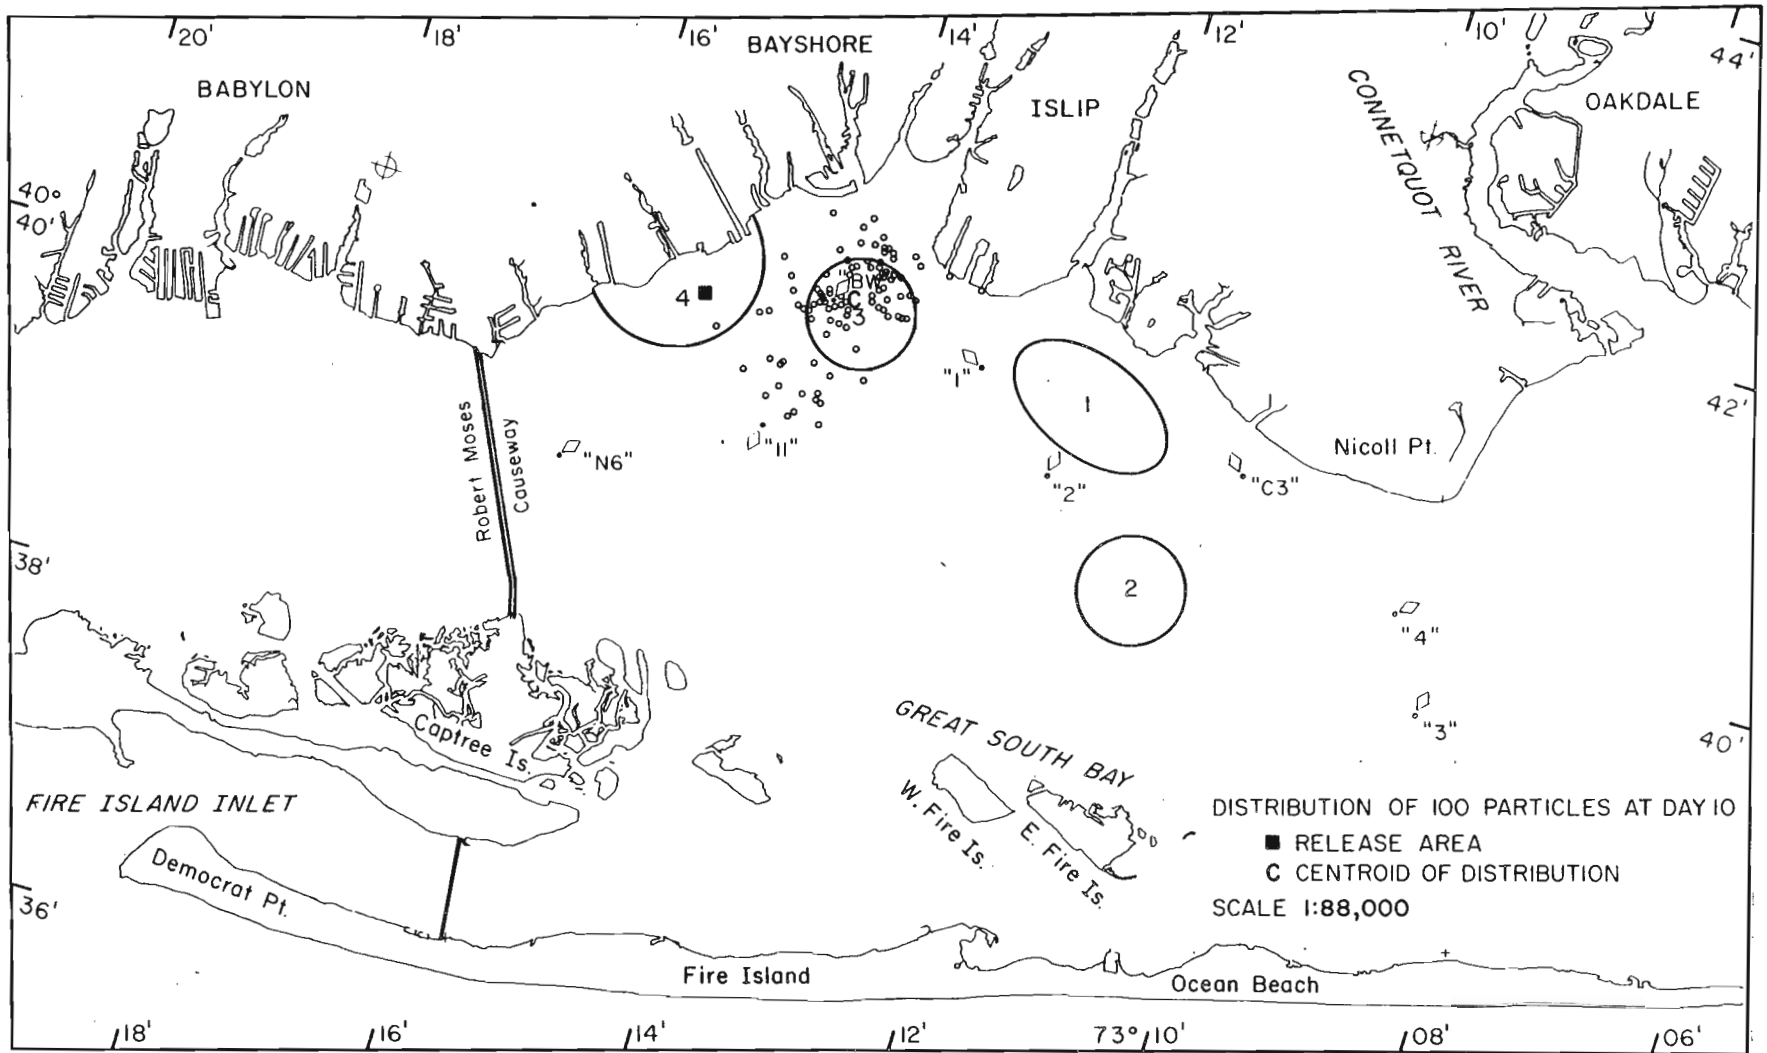 20'
18'
16'
14'
12'
10'
44'
BAYSHORE
BABYLON
ISLIP
OAKDALE
CONNETQUOT
RIVER
40°
40'
4
"BW"
C
3
"1"
1
42'
Robert Moses
Causeway
"N6"
"11"
"2"
"C3"
Nicoll Pt.
38'
2
"4"
"3"
40'
Captree Is.
GREAT SOUTH BAY
W. Fire Is.
E. Fire Is.
FIRE ISLAND INLET
Democrat Pt.
36'
DISTRIBUTION OF 100 PARTICLES AT DAY 10
RELEASE AREA
C CENTROID OF DISTRIBUTION
SCALE 1:88,000
Fire Island
Ocean Beach
18'
16'
14'
12'
73° 10'
08'
06'